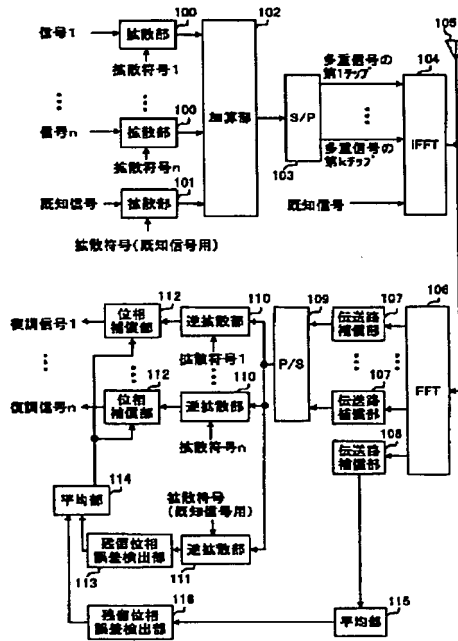 信号1
拡散部
100
拡散符号1
信号n
拡散部
100
拡散符号n
既知信号
拡散部
101
拡散符号(既知信号用)
加算部
102
S/P
103
多重信号の
第1チップ
多重信号の
第kチップ
既知信号
IFFT
104
105
復調信号1
位相
補償部
112
逆拡散部
110
拡散符号1
復調信号n
位相
補償部
112
逆拡散部
110
拡散符号n
P/S
109
伝送路
補償部
107
伝送路
補償部
107
伝送路
補償部
108
FFT
106
平均部
114
残留位相
誤差検出部
113
拡散符号
(既知信号用)
逆拡散部
111
残留位相
誤差検出部
116
平均部
115